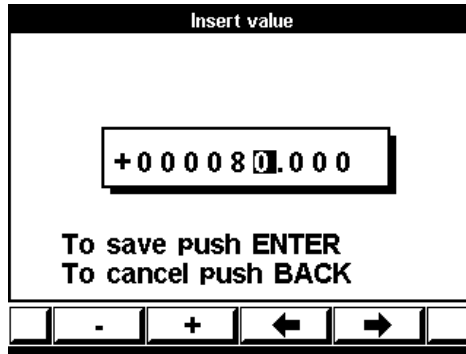 Insert value
+000080.000
To save push ENTER
To cancel push BACK
- + ← →